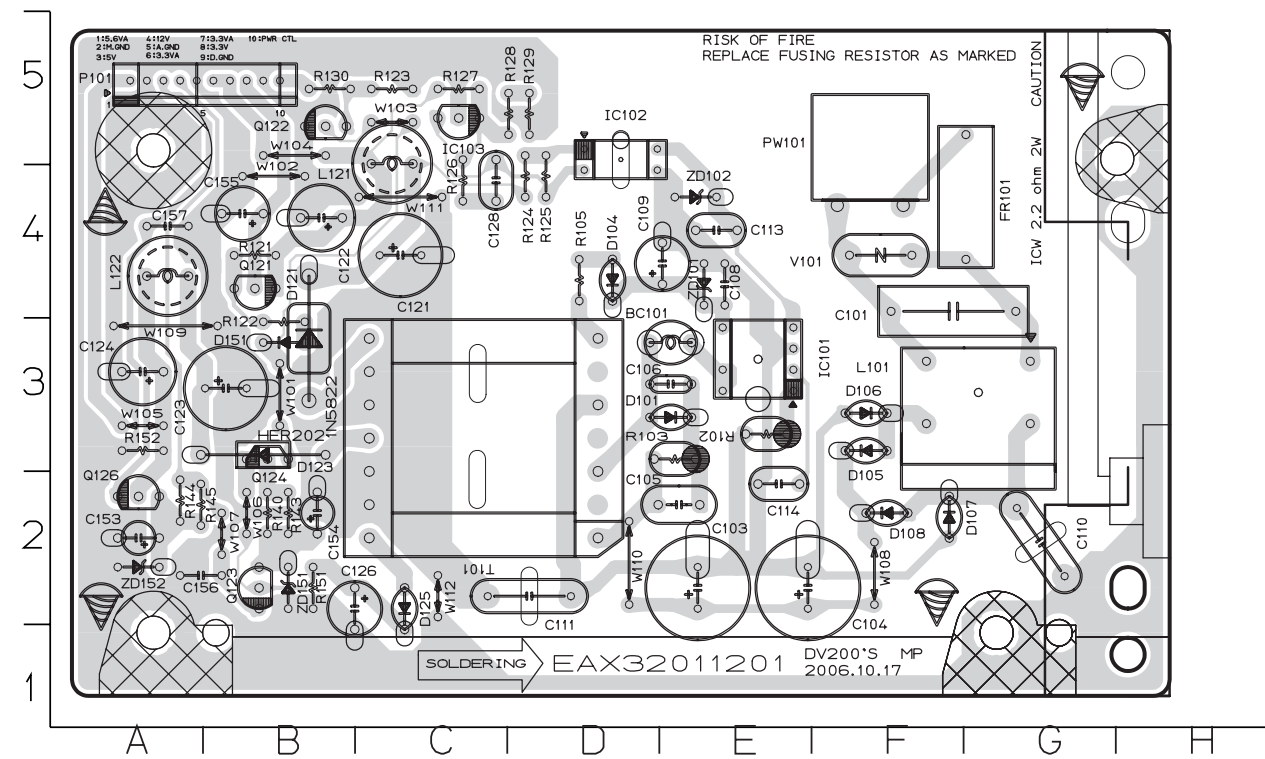 1:5.6VA 4:12V 7:3.3VA 10:PWR CTL
2:M.GND 5:A.GND 8:3.3V
3:5V 6:3.3VA 9:D.GND
RISK OF FIRE
REPLACE FUSING RESISTOR AS MARKED
CAUTION
ICW 2.2 ohm 2W
5
P101
1
5
10
R130
R123
R127
R128
R129
W103
Q122
IC103
IC102
PW101
W104
W102
L121
R126
C155
W111
C128
R124
R125
ZD102
FR101
4
C157
R105
D104
C109
C113
L122
R121
Q121
D121
C122
C121
V101
ZD101
C108
R122
W109
D151
BC101
C101
IC101
C124
L101
3
C106
D106
W105
C123
W101
1N5822
D101
R152
HER202
R103
R102
D123
D105
Q126
Q124
C105
R144
R145
C114
W107
W106
R141
R143
C154
C153
C103
D108
D107
C110
2
ZD152
C156
Q123
ZD151
R151
C126
D125
W112
T101
C111
W110
W108
C104
SOLDERING
EAX32011201
DV200'S MP
2006.10.17
1
A B C D E F G H